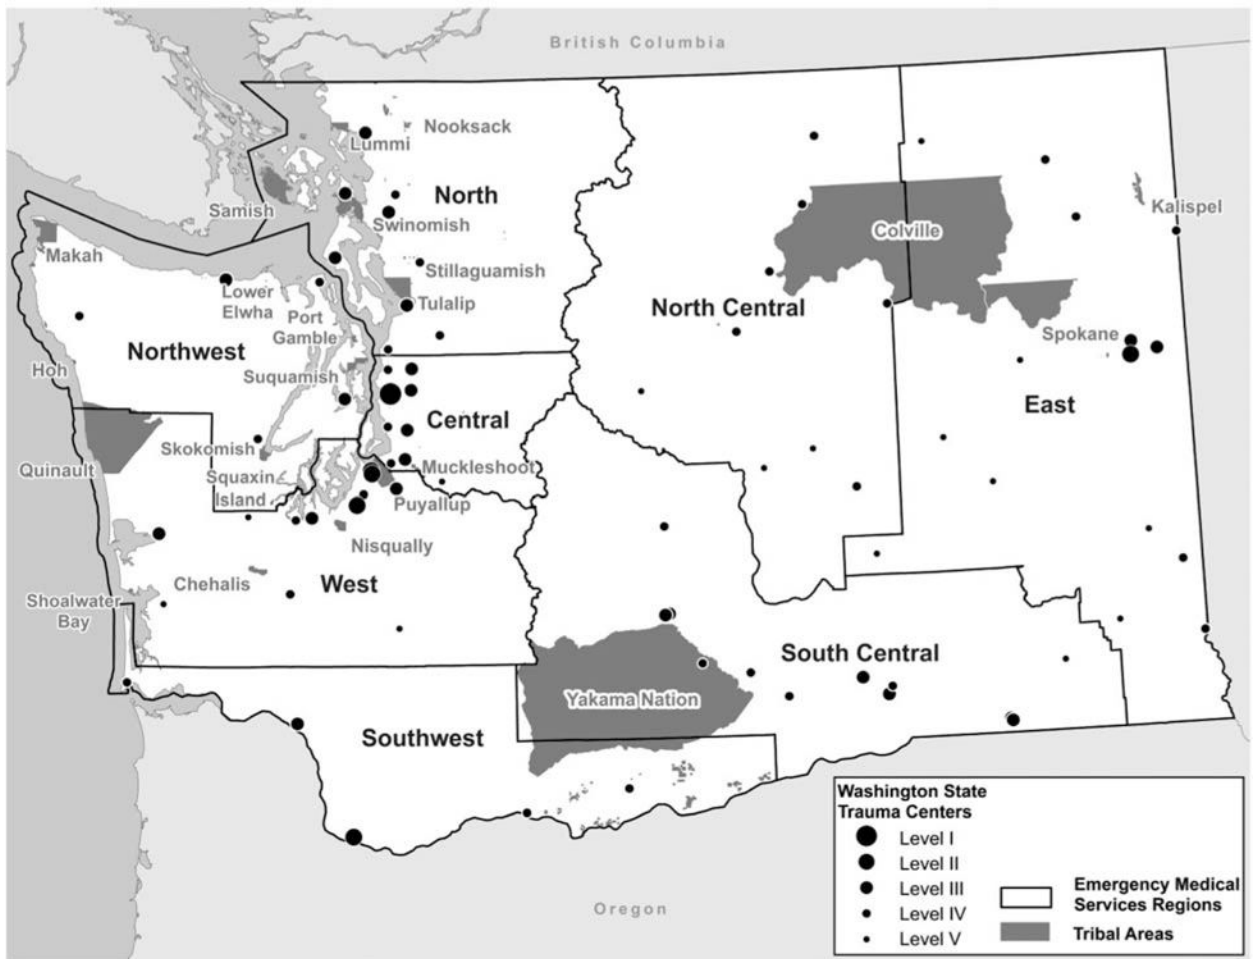 British Columbia
Nooksack
Lummi
North
Samish
Swinomish
Kalispel
Makah
Colville
Stillaguamish
Lower
Elwha
Tulalip
Port
Gamble
North Central
Spokane
Northwest
Hoh
Suquamish
East
Central
Skokomish
Quinault
Squaxin
Island
Muckleshoot
Puyallup
Nisqually
Chehalis
West
Shoalwater
Bay
South Central
Yakama Nation
Southwest
Washington State
Trauma Centers
Level I
Level II
Level III
Level IV
Level V
Emergency Medical
Services Regions
Tribal Areas
Oregon